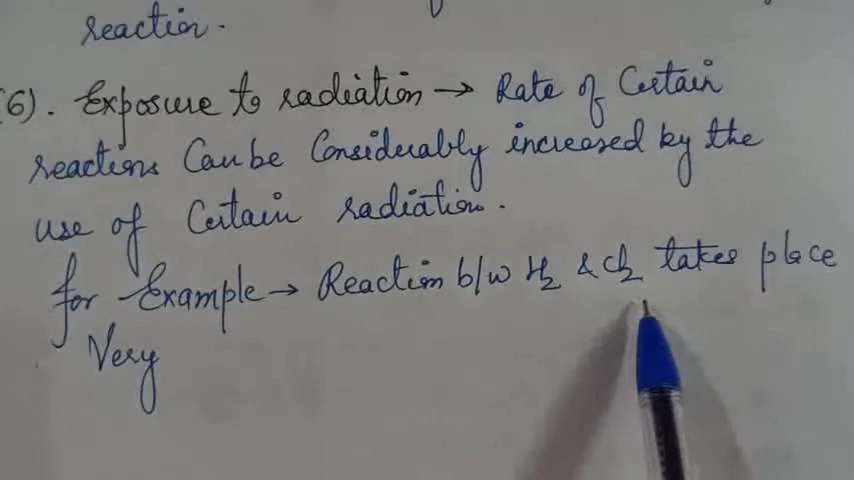 reaction.
(6). Exposure to radiation → Rate of Certain
reactions Can be Considerably increased by the
use of Certain radiation.
for Example → Reaction b/w H₂ & Cl₂ takes place
Very